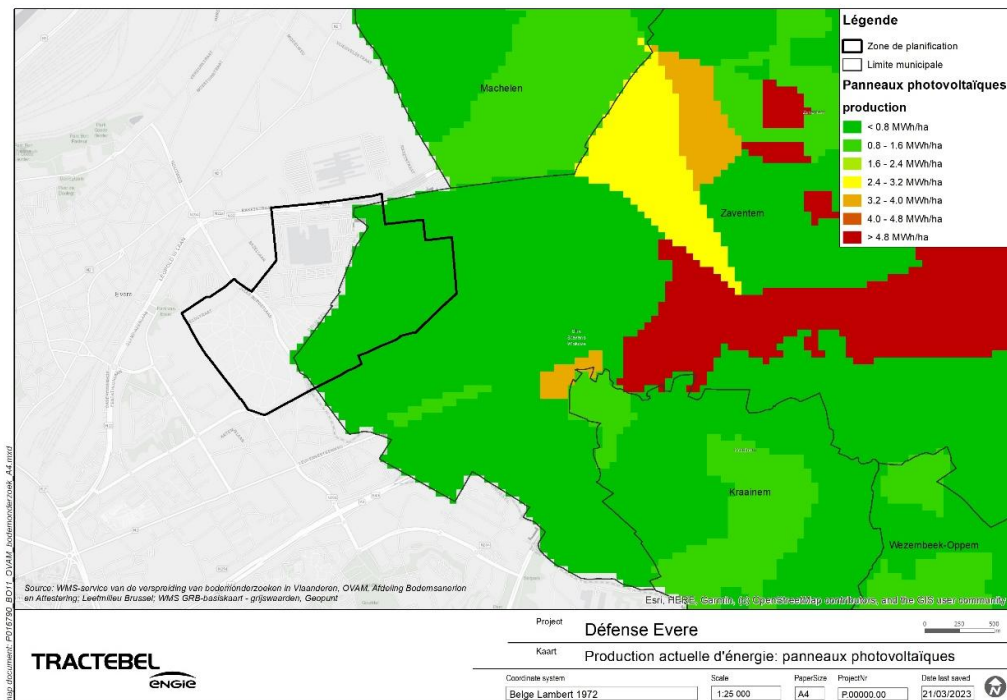 Légende
Zone de planification
Limite municipale
Panneaux photovoltaïques
production
< 0.8 MWh/ha
0.8 - 1.6 MWh/ha
1.6 - 2.4 MWh/ha
2.4 - 3.2 MWh/ha
3.2 - 4.0 MWh/ha
4.0 - 4.8 MWh/ha
> 4.8 MWh/ha
Machelen
Zaventem
Evere
Kraainem
Wezembeek-Oppem
Source: WMS-service van de verspreiding van bodemonderzoeken in Vlaanderen, OVAM, Afdeling Bodemsanering
en Attestering; Leefmilieu Brussel; WMS GRB-basiskaart - grijswaarden, Geopunt
Esri, HERE, Garmin, (c) OpenStreetMap contributors, and the GIS user community
map document: P016790_BO11_OVAM_bodemonderzoek_A4.mxd
TRACTEBEL
ENGIE
Project
Défense Evere
Kaart
Production actuelle d'énergie: panneaux photovoltaïques
0 250 500
m
Coordinate system
Belge Lambert 1972
Scale
1:25 000
PaperSize
A4
ProjectNr
P.00000.00
Date last saved
21/03/2023
N